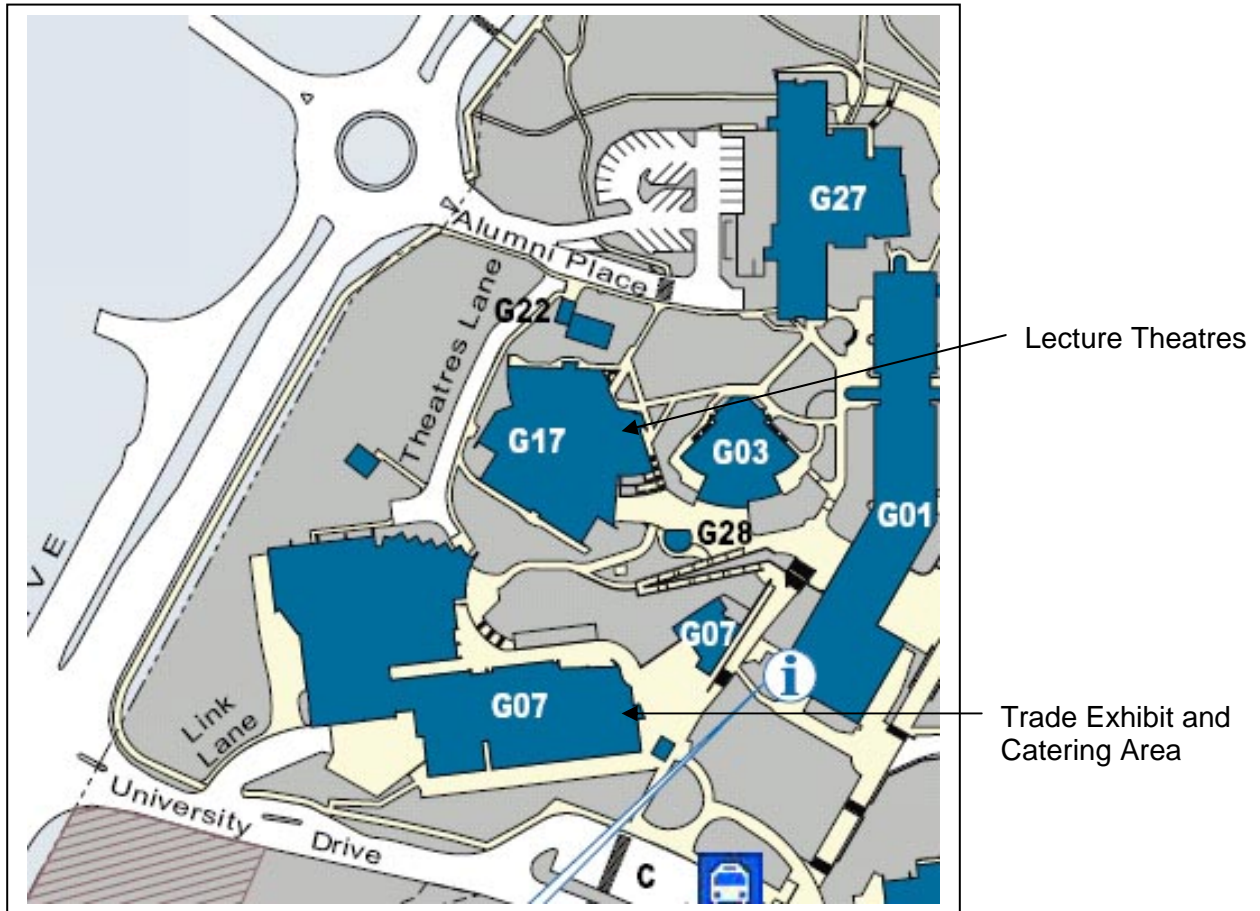 G27
Alumni Place
G22
Theatres Lane
Lecture Theatres
G17
G03
G01
G28
VE
G07
i
G07
Link
Lane
Trade Exhibit and
Catering Area
University Drive
C